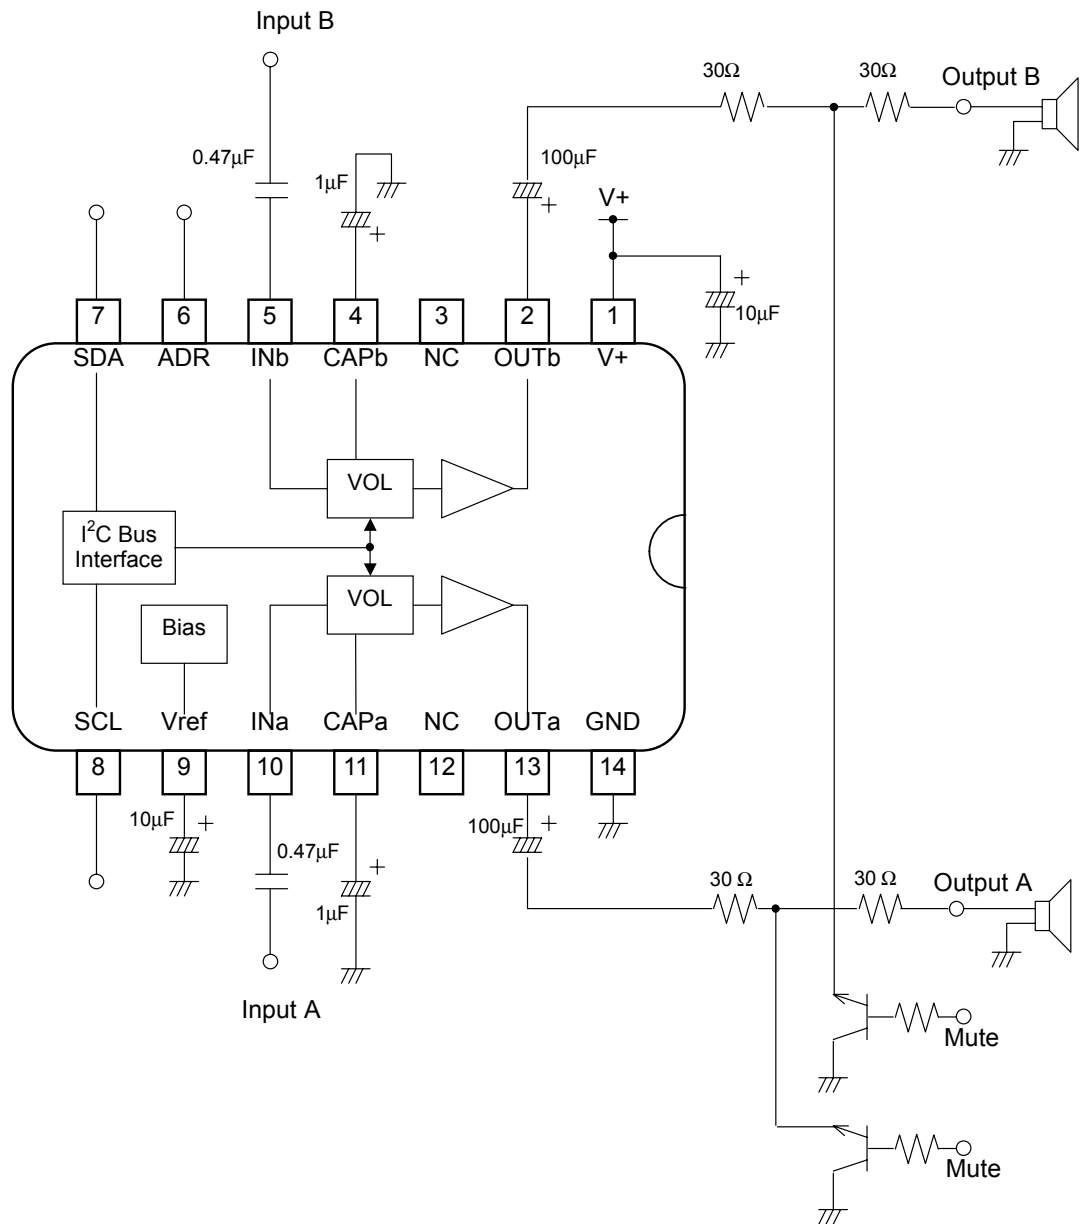 Input B
30Ω
30Ω
Output B
0.47µF
1µF
+
100µF
+
V+
+
10µF
7
6
5
4
3
2
1
SDA
ADR
INb
CAPb
NC
OUTb
V+
VOL
I²C Bus
Interface
VOL
Bias
SCL
Vref
INa
CAPa
NC
OUTa
GND
8
9
10
11
12
13
14
10µF
+
0.47µF
1µF
+
100µF
+
30 Ω
30 Ω
Output A
Input A
Mute
Mute